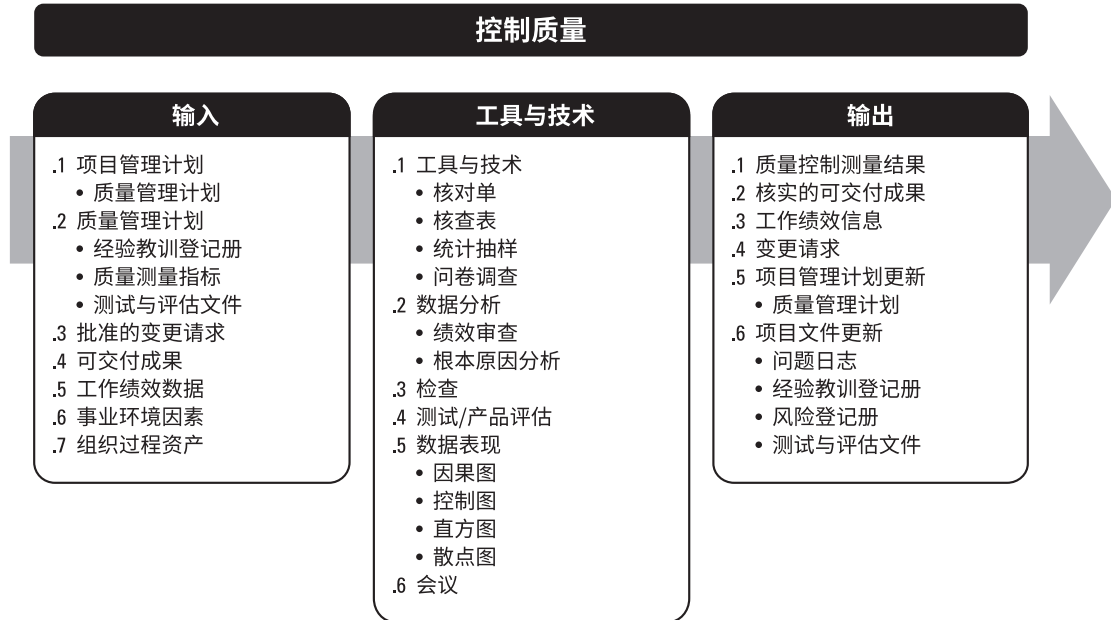 控制质量
输入
.1 项目管理计划
• 质量管理计划
.2 质量管理计划
• 经验教训登记册
• 质量测量指标
• 测试与评估文件
.3 批准的变更请求
.4 可交付成果
.5 工作绩效数据
.6 事业环境因素
.7 组织过程资产
工具与技术
.1 工具与技术
• 核对单
• 核查表
• 统计抽样
• 问卷调查
.2 数据分析
• 绩效审查
• 根本原因分析
.3 检查
.4 测试/产品评估
.5 数据表现
• 因果图
• 控制图
• 直方图
• 散点图
.6 会议
输出
.1 质量控制测量结果
.2 核实的可交付成果
.3 工作绩效信息
.4 变更请求
.5 项目管理计划更新
• 质量管理计划
.6 项目文件更新
• 问题日志
• 经验教训登记册
• 风险登记册
• 测试与评估文件